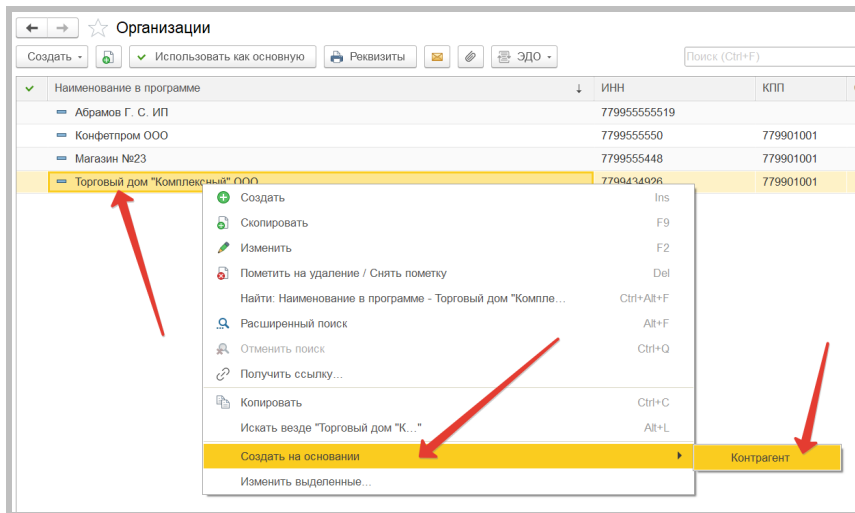 Организации
Создать Использовать как основную Реквизиты ЭДО Поиск (Ctrl+F)
Наименование в программе ↓ ИНН КПП
Абрамов Г. С. ИП 779955555519
Конфетпром ООО 7799555550 779901001
Магазин №23 7799555448 779901001
Торговый дом "Комплексный" ООО 7799434926 779901001
Создать Ins
Скопировать F9
Изменить F2
Пометить на удаление / Снять пометку Del
Найти: Наименование в программе - Торговый дом "Компле... Ctrl+Alt+F
Расширенный поиск Alt+F
Отменить поиск Ctrl+Q
Получить ссылку...
Копировать Ctrl+C
Искать везде "Торговый дом "К..." Alt+L
Создать на основании Контрагент
Изменить выделенные...